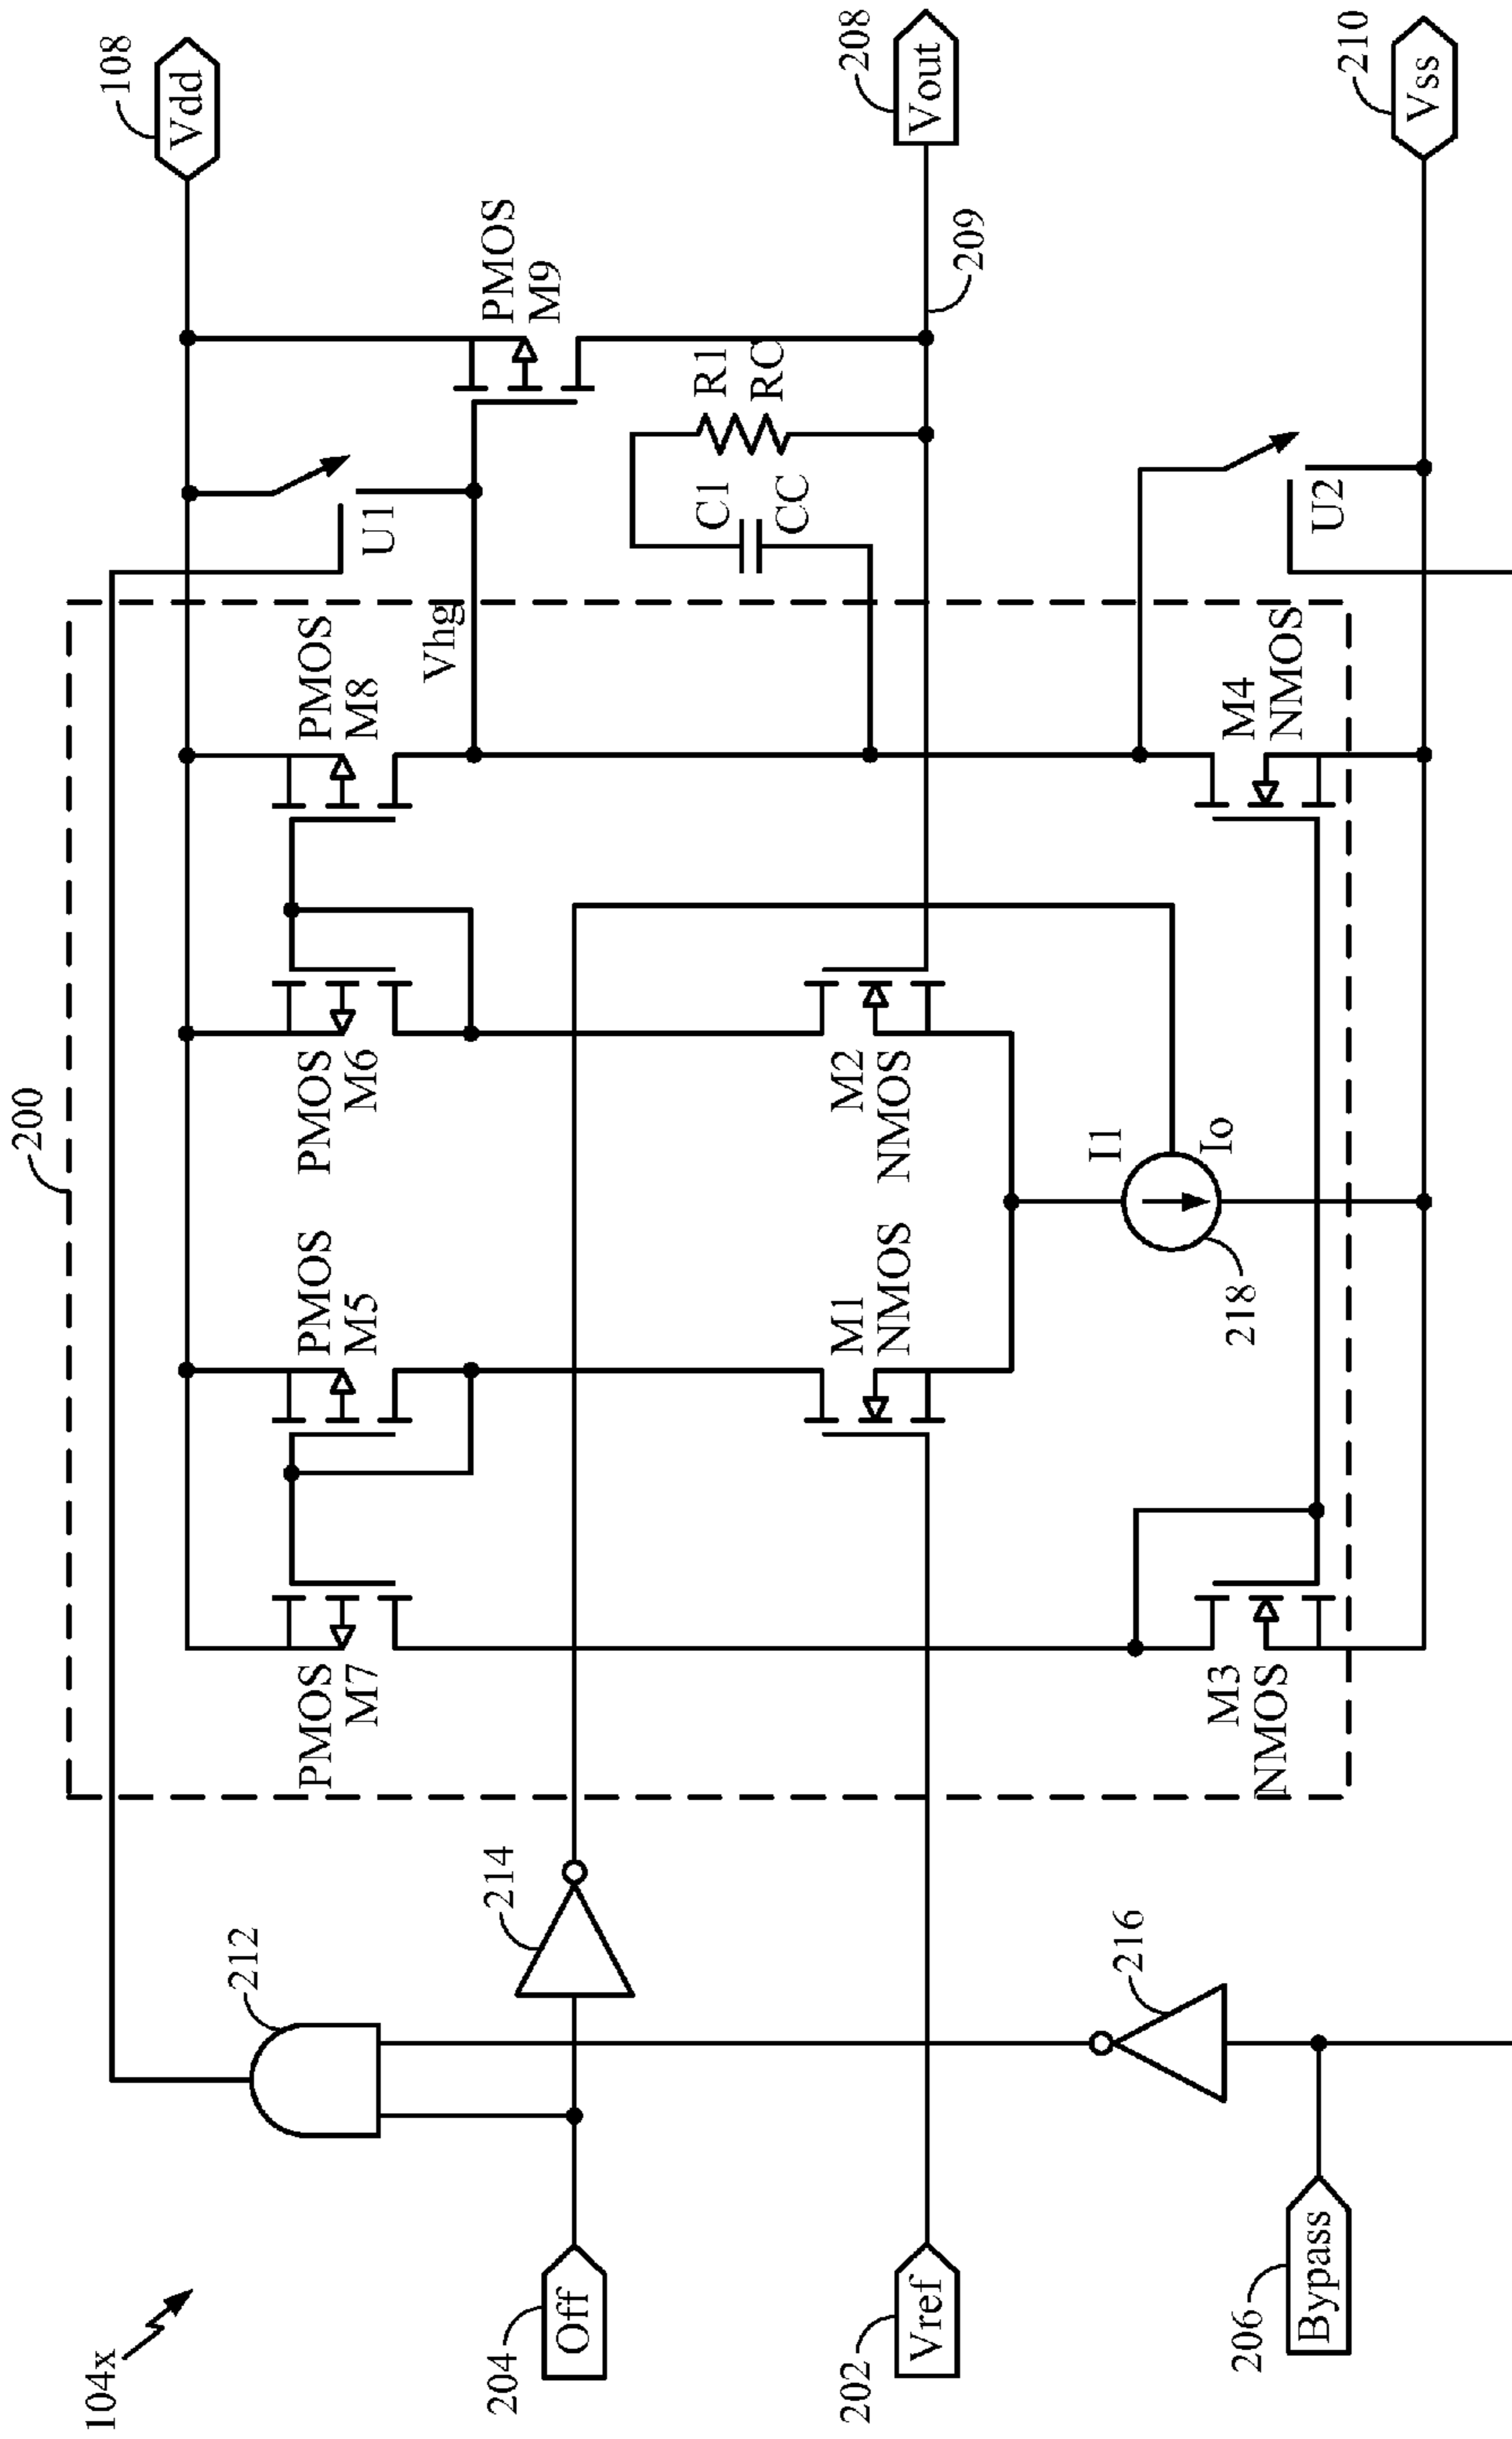 104x
204
Off
202
Vref
206
Bypass
212
214
216
200
PMOS
M7
M3
NMOS
PMOS
M5
M1
NMOS
218
I1
Io
PMOS
M6
M2
NMOS
PMOS
M8
Vhg
M4
NMOS
U1
C1
CC
R1
RC
U2
PMOS
M9
209
108
Vdd
208
Vout
210
Vss